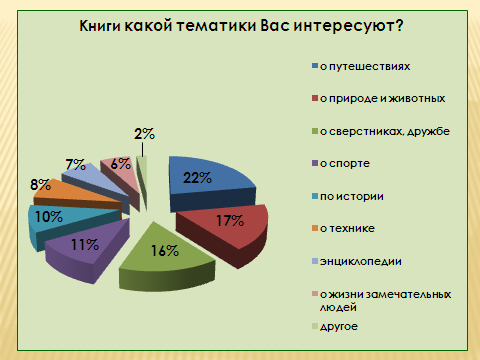 Книги какой тематики Вас интересуют?
2%
6%
7%
8%
10%
11%
16%
17%
22%
о путешествиях
о природе и животных
о сверстниках, дружбе
о спорте
по истории
о технике
энциклопедии
о жизни замечательных
людей
другое